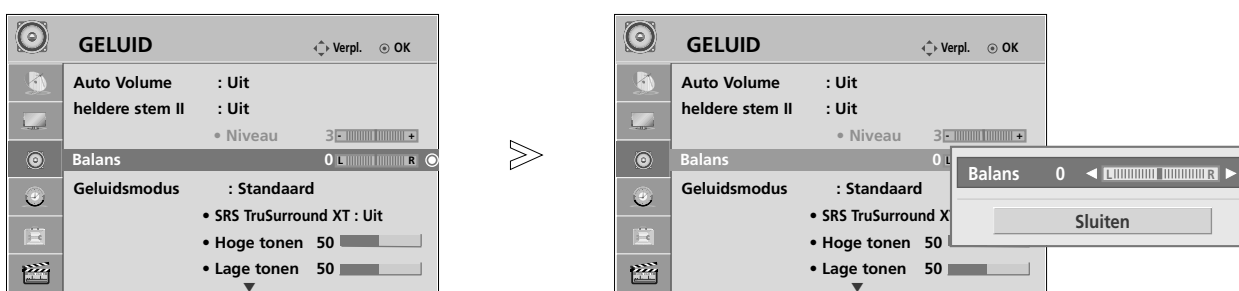 GELUID Verpl. OK
Auto Volume : Uit
heldere stem II : Uit
• Niveau 3 - +
Balans 0 L R
Geluidsmodus : Standaard
• SRS TruSurround XT : Uit
• Hoge tonen 50
• Lage tonen 50
GELUID Verpl. OK
Auto Volume : Uit
heldere stem II : Uit
• Niveau 3 - +
Balans 0 L
Geluidsmodus : Standaard
• SRS TruSurround X
• Hoge tonen 50
• Lage tonen 50
Balans 0 L R
Sluiten